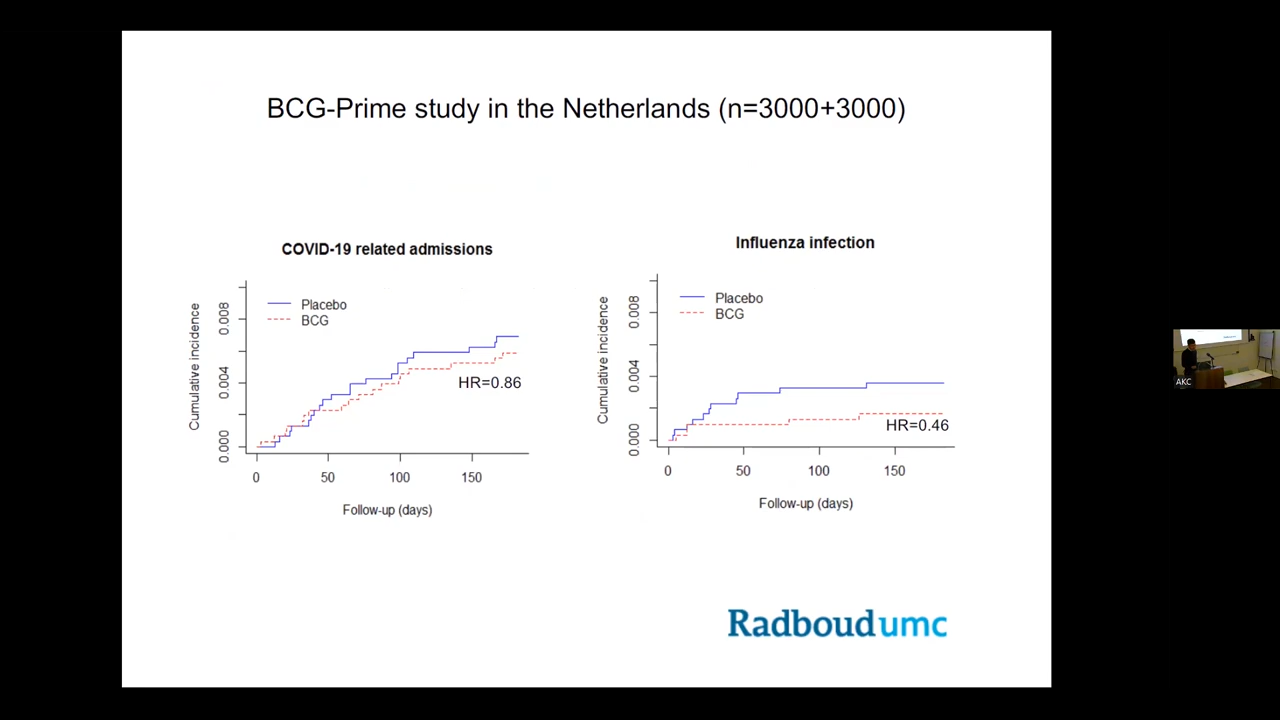 BCG-Prime study in the Netherlands (n=3000+3000)
COVID-19 related admissions
Placebo
BCG
Cumulative incidence
0.008
0.004
0.000
HR=0.86
0 50 100 150
Follow-up (days)
Influenza infection
Placebo
BCG
Cumulative incidence
0.008
0.004
0.000
HR=0.46
0 50 100 150
Follow-up (days)
Radboudumc
AKC